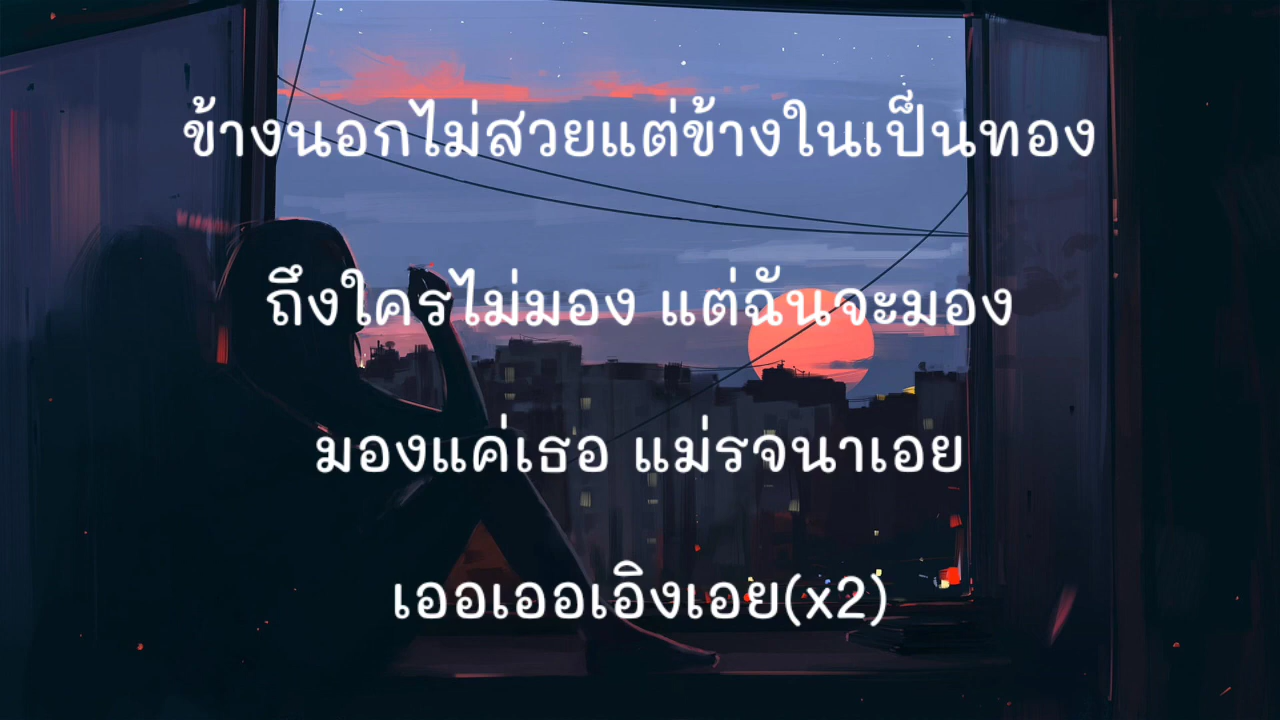 ข้างนอกไม่สวยแต่ข้างในเป็นทอง
ถึงใครไม่มอง แต่ฉันจะมอง
มองแค่เธอ แม่รจนาเอย
เออเออเอิงเอย(x2)